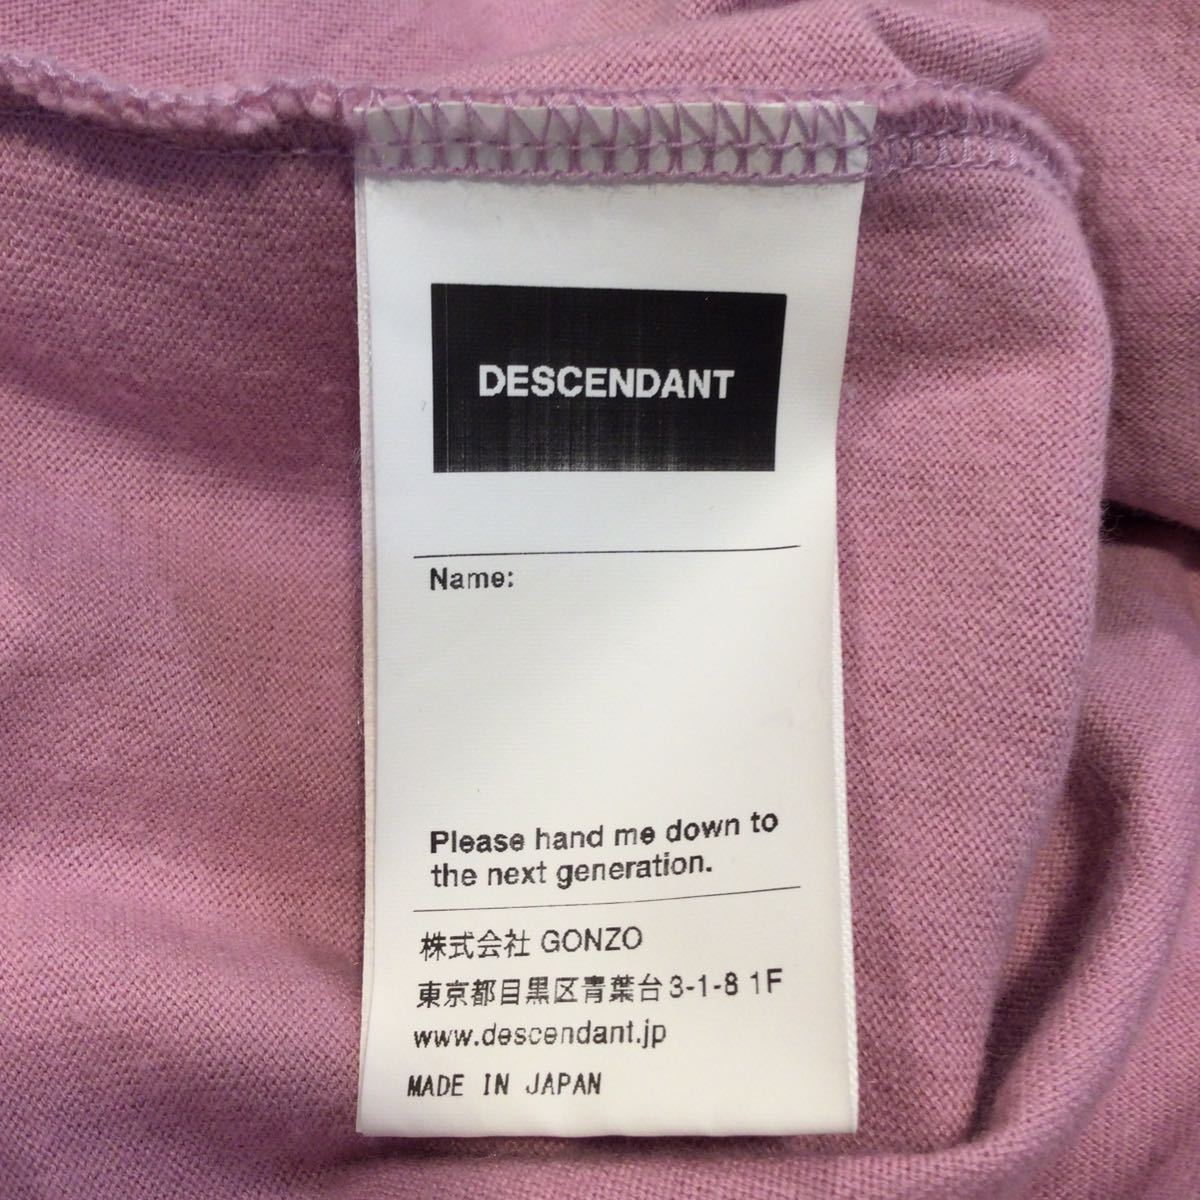 DESCENDANT
Name:
Please hand me down to
the next generation.
株式会社 GONZO
東京都目黒区青葉台3-1-8 1F
www.descendant.jp
MADE IN JAPAN